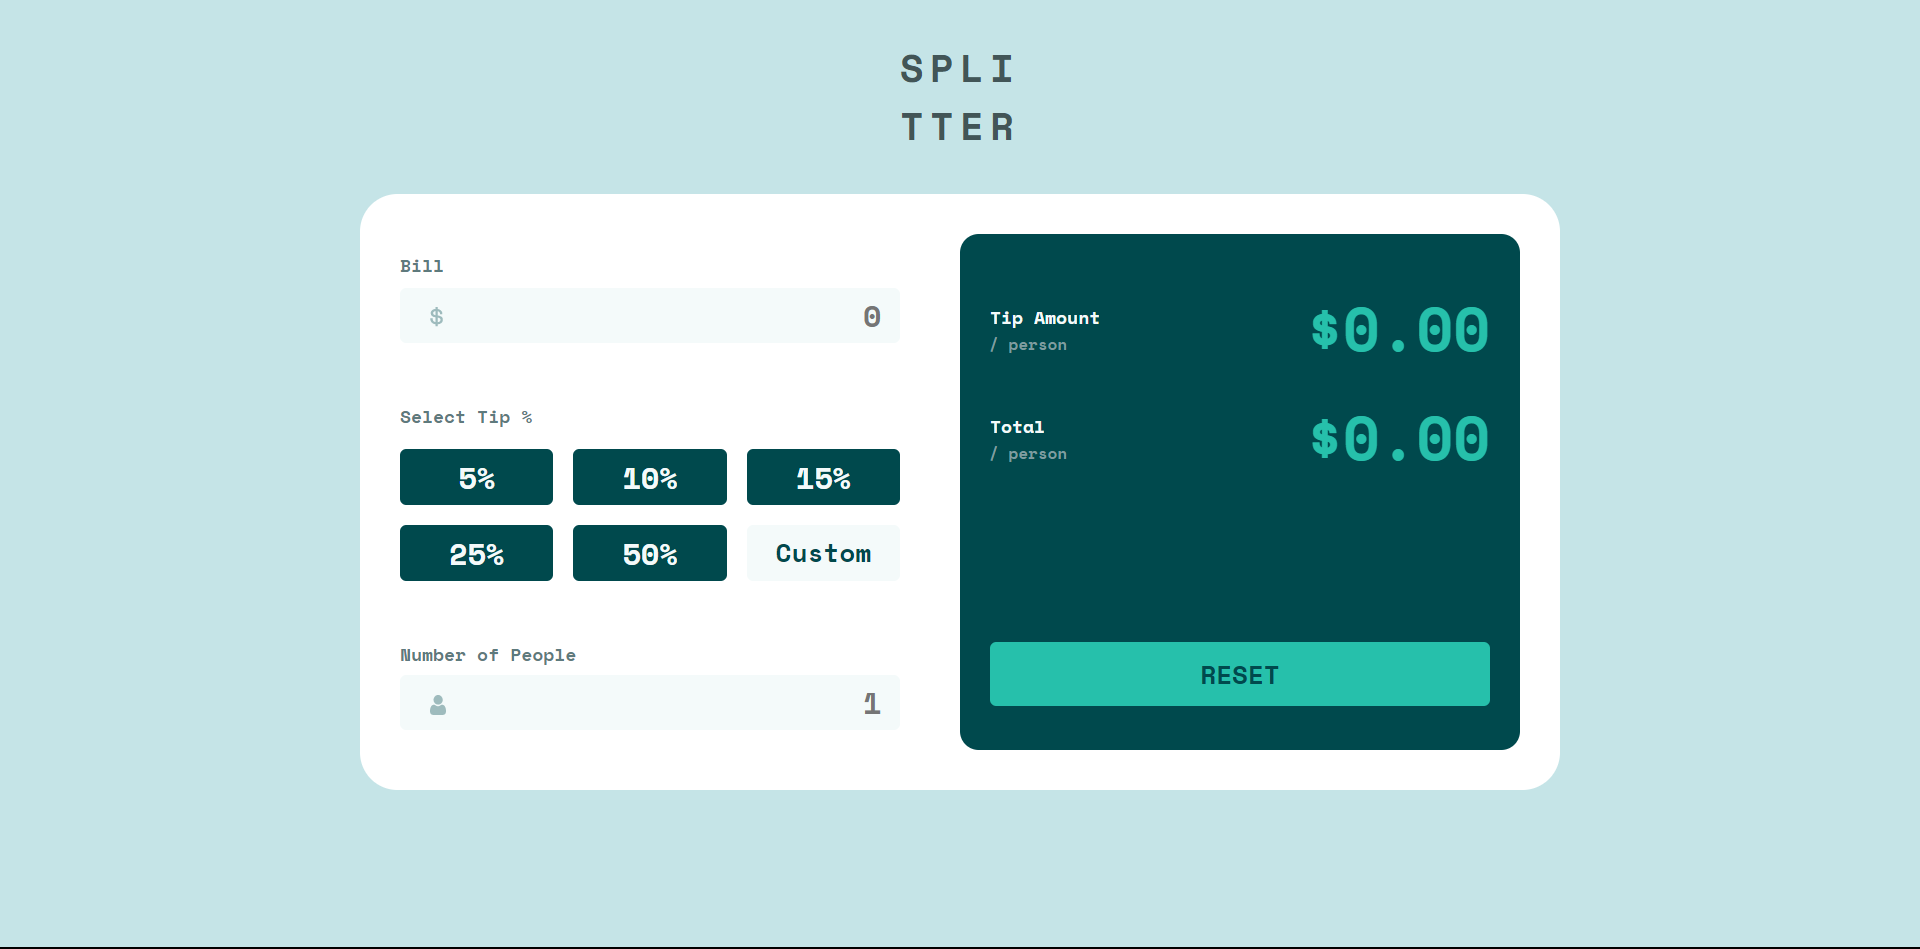 SPLI
TTER
Bill
$ 0
Select Tip %
5% 10% 15%
25% 50% Custom
Number of People
1
Tip Amount
/ person
$0.00
Total
/ person
$0.00
RESET